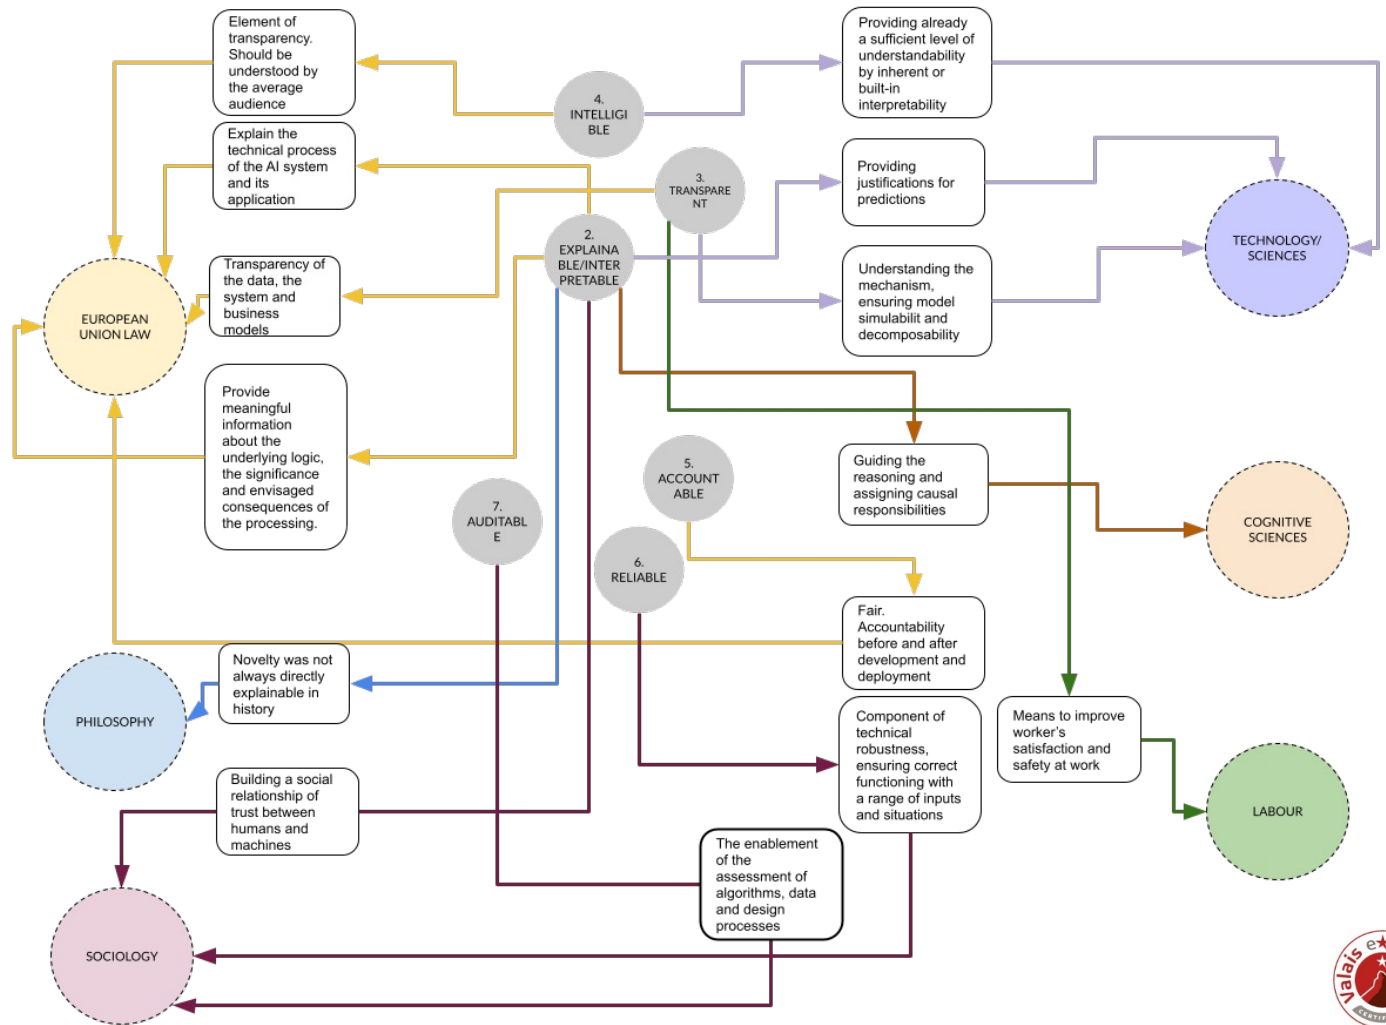 Element of
transparency.
Should be
understood by
the average
audience
Providing already
a sufficient level of
understandability
by inherent or
built-in
interpretability
4.
INTELLIGI
BLE
Explain the
technical process
of the AI system
and its
application
3.
TRANSPARE
NT
Providing
justifications for
predictions
2.
EXPLAINA
BLE/INTER
PRETABLE
TECHNOLOGY/
SCIENCES
Transparency of
the data, the
system and
business
models
Understanding the
mechanism,
ensuring model
simulabilit and
decomposability
EUROPEAN
UNION LAW
Provide
meaningful
information
about the
underlying logic,
the significance
and envisaged
consequences of
the processing.
5.
ACCOUNT
ABLE
Guiding the
reasoning and
assigning causal
responsibilities
7.
AUDITABL
E
COGNITIVE
SCIENCES
6.
RELIABLE
Fair.
Accountability
before and after
development and
deployment
Novelty was not
always directly
explainable in
history
PHILOSOPHY
Component of
technical
robustness,
ensuring correct
functioning with
a range of inputs
and situations
Means to improve
worker's
satisfaction and
safety at work
Building a social
relationship of
trust between
humans and
machines
LABOUR
The enablement
of the
assessment of
algorithms, data
and design
processes
SOCIOLOGY
Valais e
CERTIF